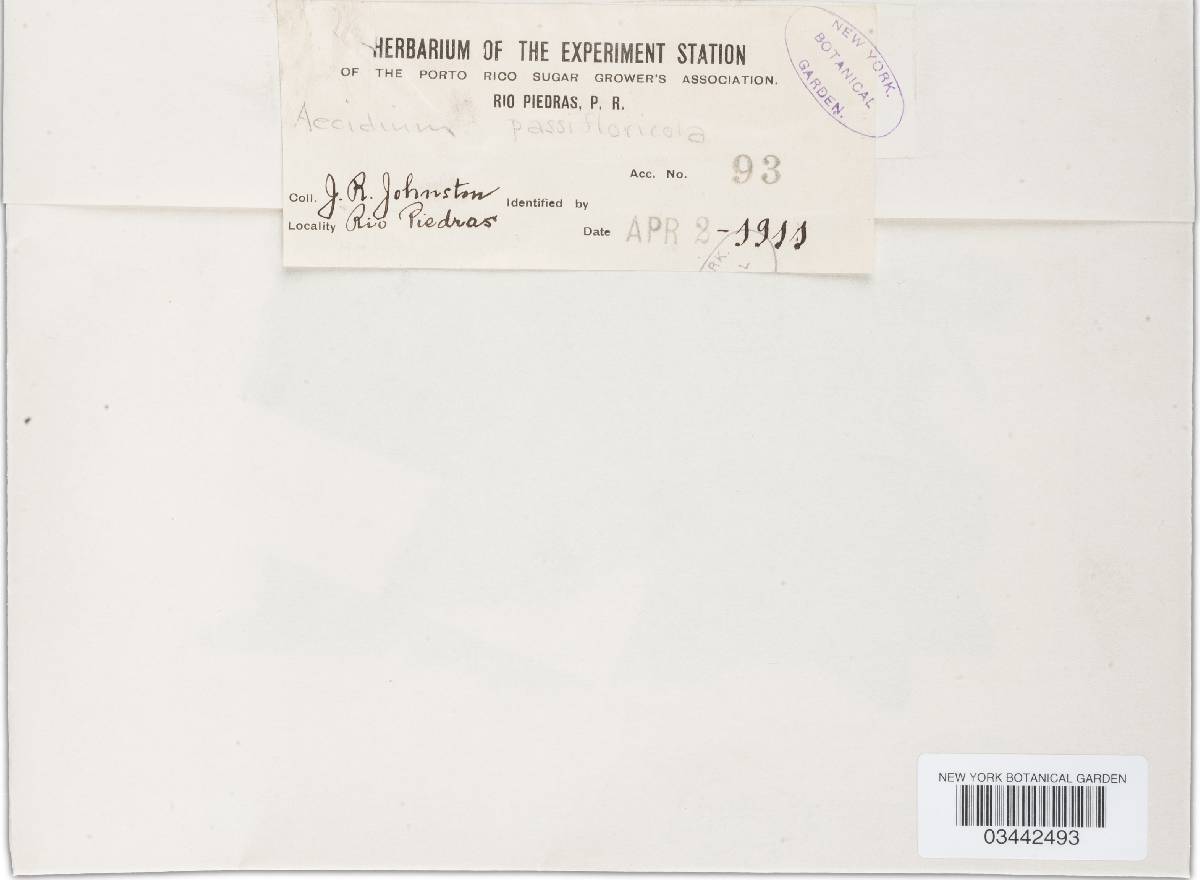 HERBARIUM OF THE EXPERIMENT STATION
OF THE PORTO RICO SUGAR GROWER'S ASSOCIATION.
RIO PIEDRAS, P. R.
NEW YORK.
BOTANICAL
GARDEN.
Aecidium passifloricola
Acc. No. 93
Coll. J. R. Johnston Identified by
Locality Rio Piedras
Date APR 2-1911
RK.
L
NEW YORK BOTANICAL GARDEN
03442493